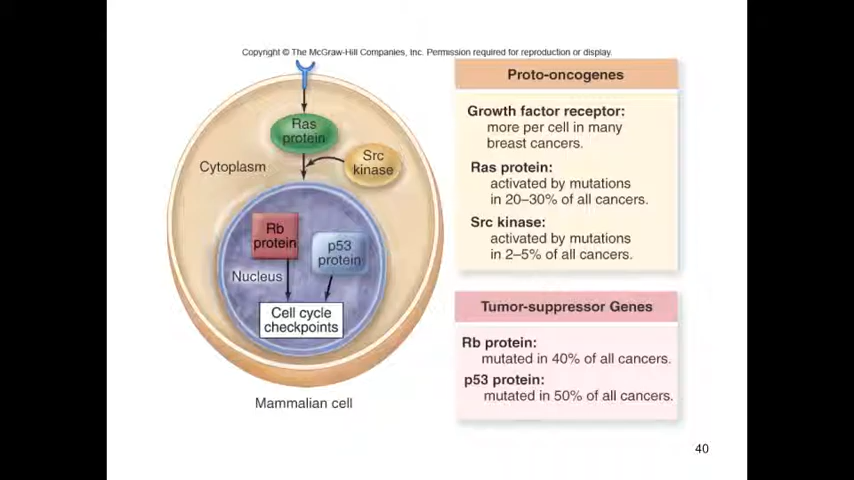 Copyright © The McGraw-Hill Companies, Inc. Permission required for reproduction or display.
Ras
protein
Cytoplasm
Src
kinase
Rb
protein
p53
protein
Nucleus
Cell cycle
checkpoints
Mammalian cell
Proto-oncogenes
Growth factor receptor:
more per cell in many
breast cancers.
Ras protein:
activated by mutations
in 20–30% of all cancers.
Src kinase:
activated by mutations
in 2–5% of all cancers.
Tumor-suppressor Genes
Rb protein:
mutated in 40% of all cancers.
p53 protein:
mutated in 50% of all cancers.
40